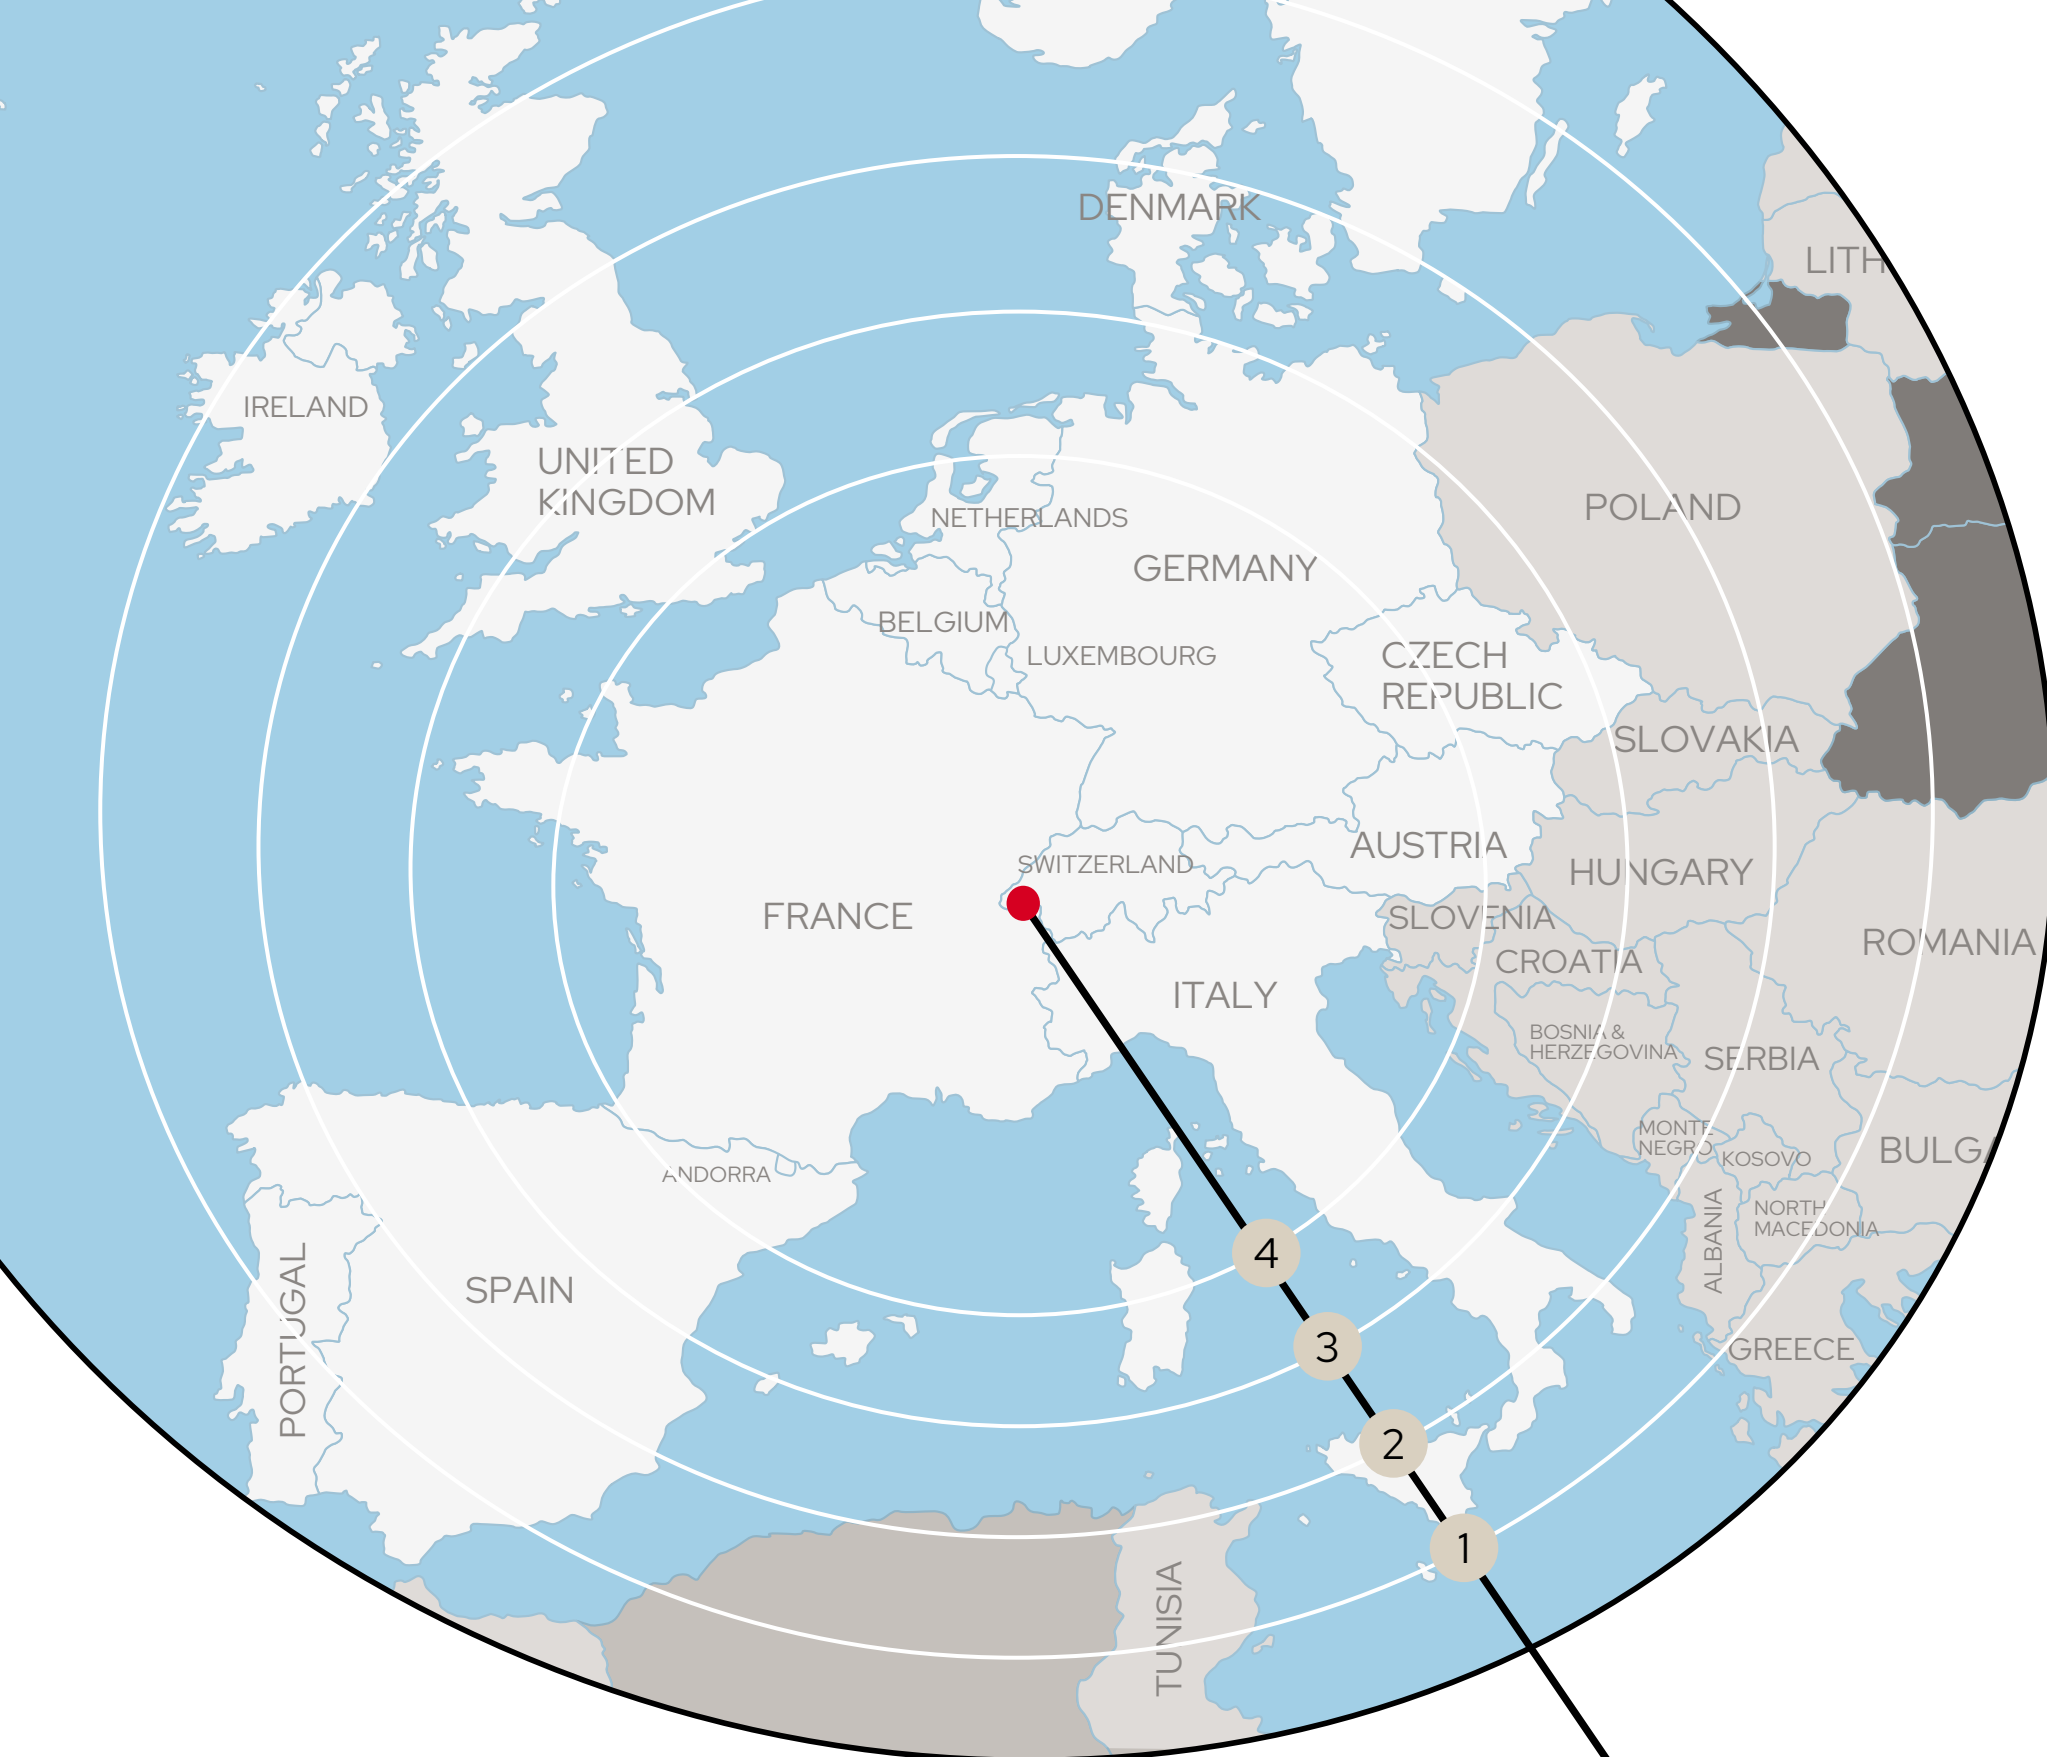 DENMARK
LITH
IRELAND
UNITED
KINGDOM
POLAND
NETHERLANDS
GERMANY
BELGIUM
LUXEMBOURG
CZECH
REPUBLIC
SLOVAKIA
AUSTRIA
SWITZERLAND
HUNGARY
FRANCE
SLOVENIA
ROMANIA
CROATIA
ITALY
BOSNIA &
HERZEGOVINA
SERBIA
MONTE
NEGRO
KOSOVO
BULGA
ANDORRA
ALBANIA
NORTH
MACEDONIA
PORTUGAL
SPAIN
4
3
GREECE
2
1
TUNISIA